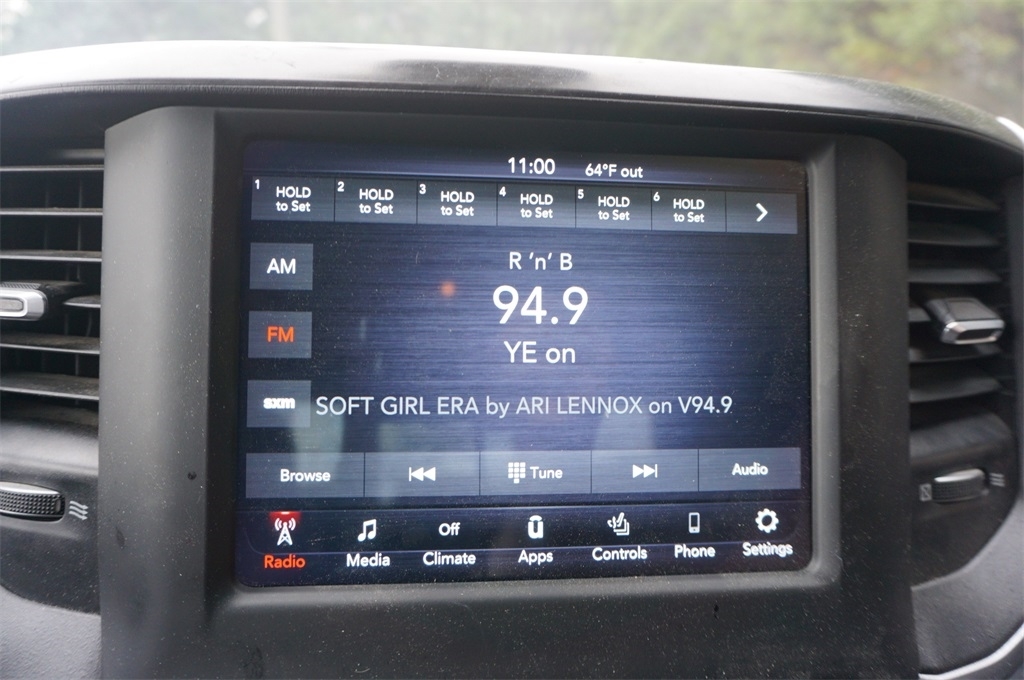 11:00 64°F out
1 HOLD to Set 2 HOLD to Set 3 HOLD to Set 4 HOLD to Set 5 HOLD to Set 6 HOLD to Set
AM
R 'n' B
94.9
FM
YE on
sxm
SOFT GIRL ERA by ARI LENNOX on V94.9
Browse Tune Audio
Off
Radio Media Climate Apps Controls Phone Settings